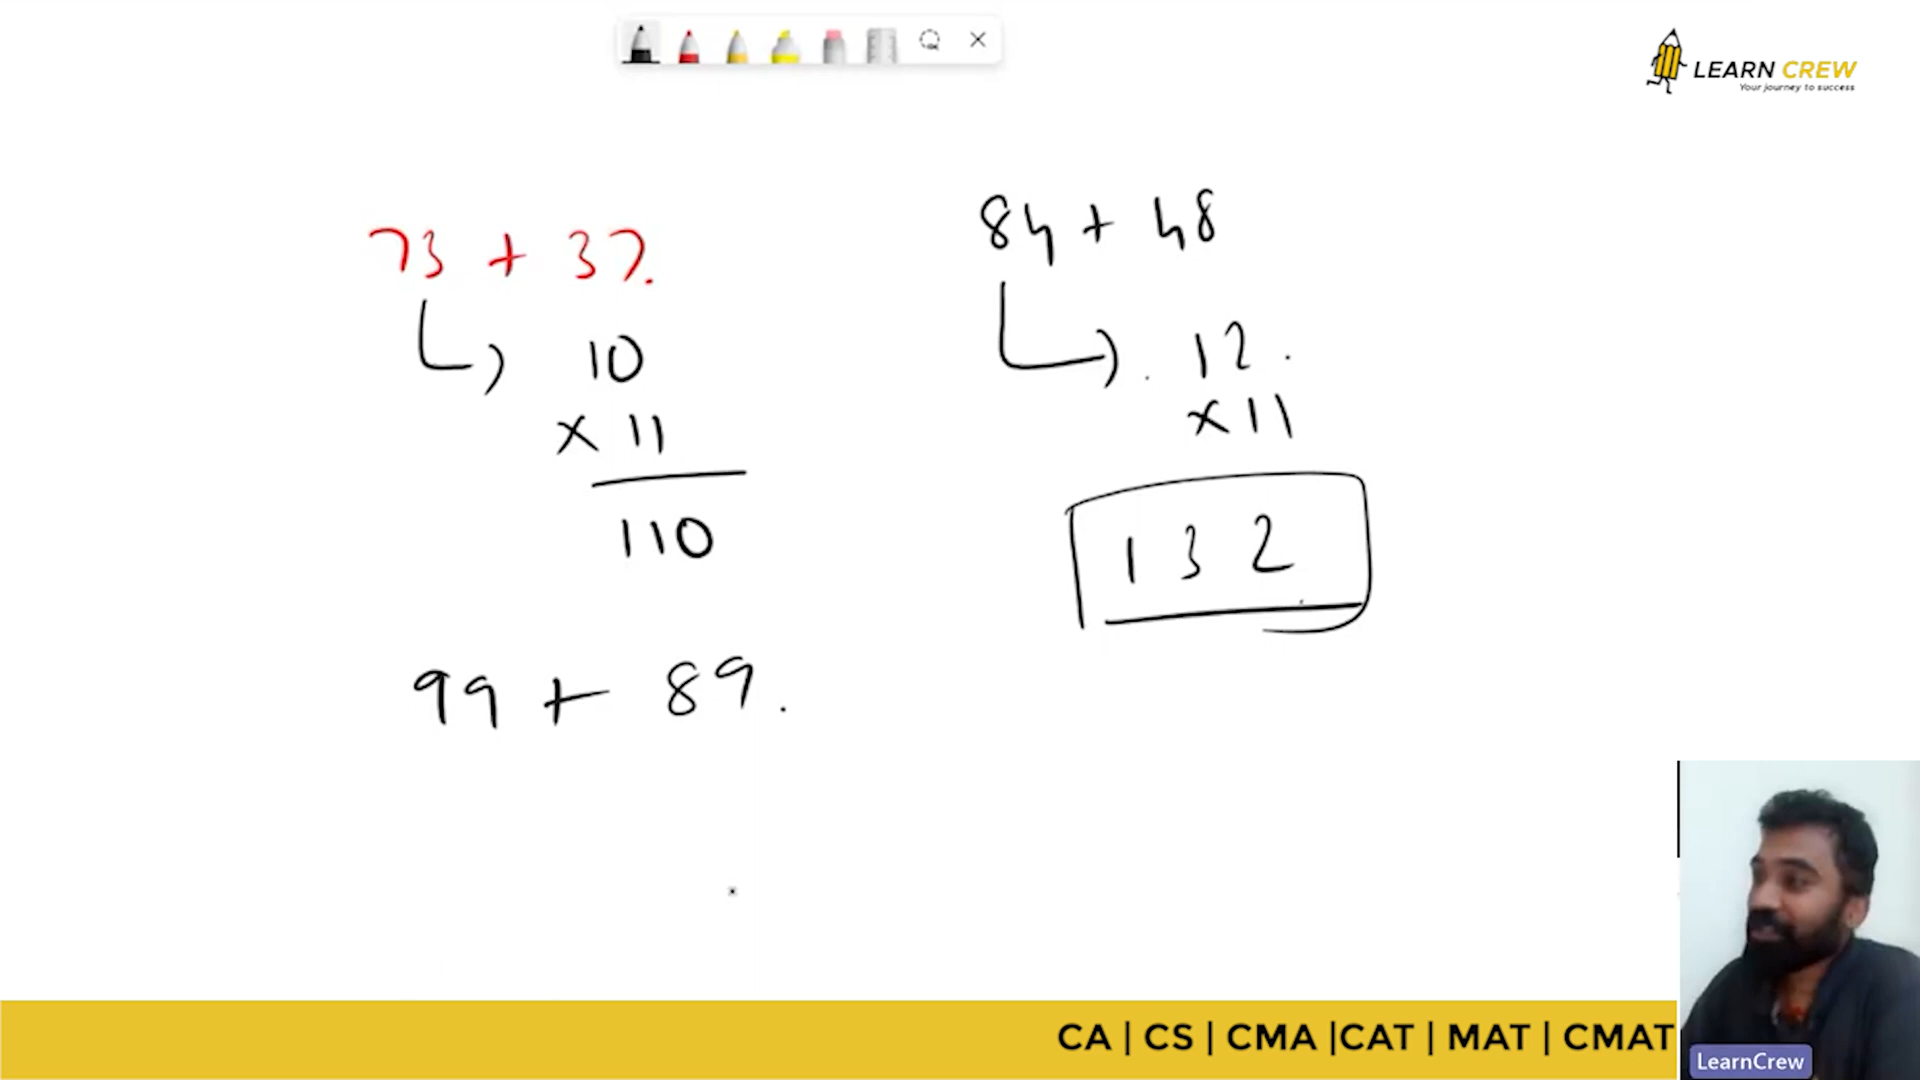 LEARN CREW
Your journey to success
73 + 37.
10
× 11
110
84 + 48
12.
× 11
132
99 + 89.
CA | CS | CMA |CAT | MAT | CMAT
LearnCrew